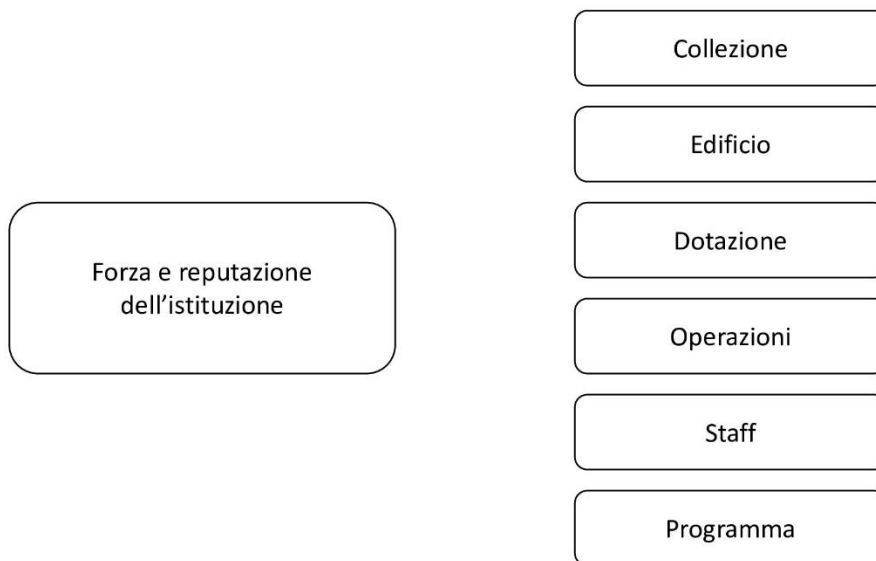 Forza e reputazione
dell’istituzione
Collezione
Edificio
Dotazione
Operazioni
Staff
Programma